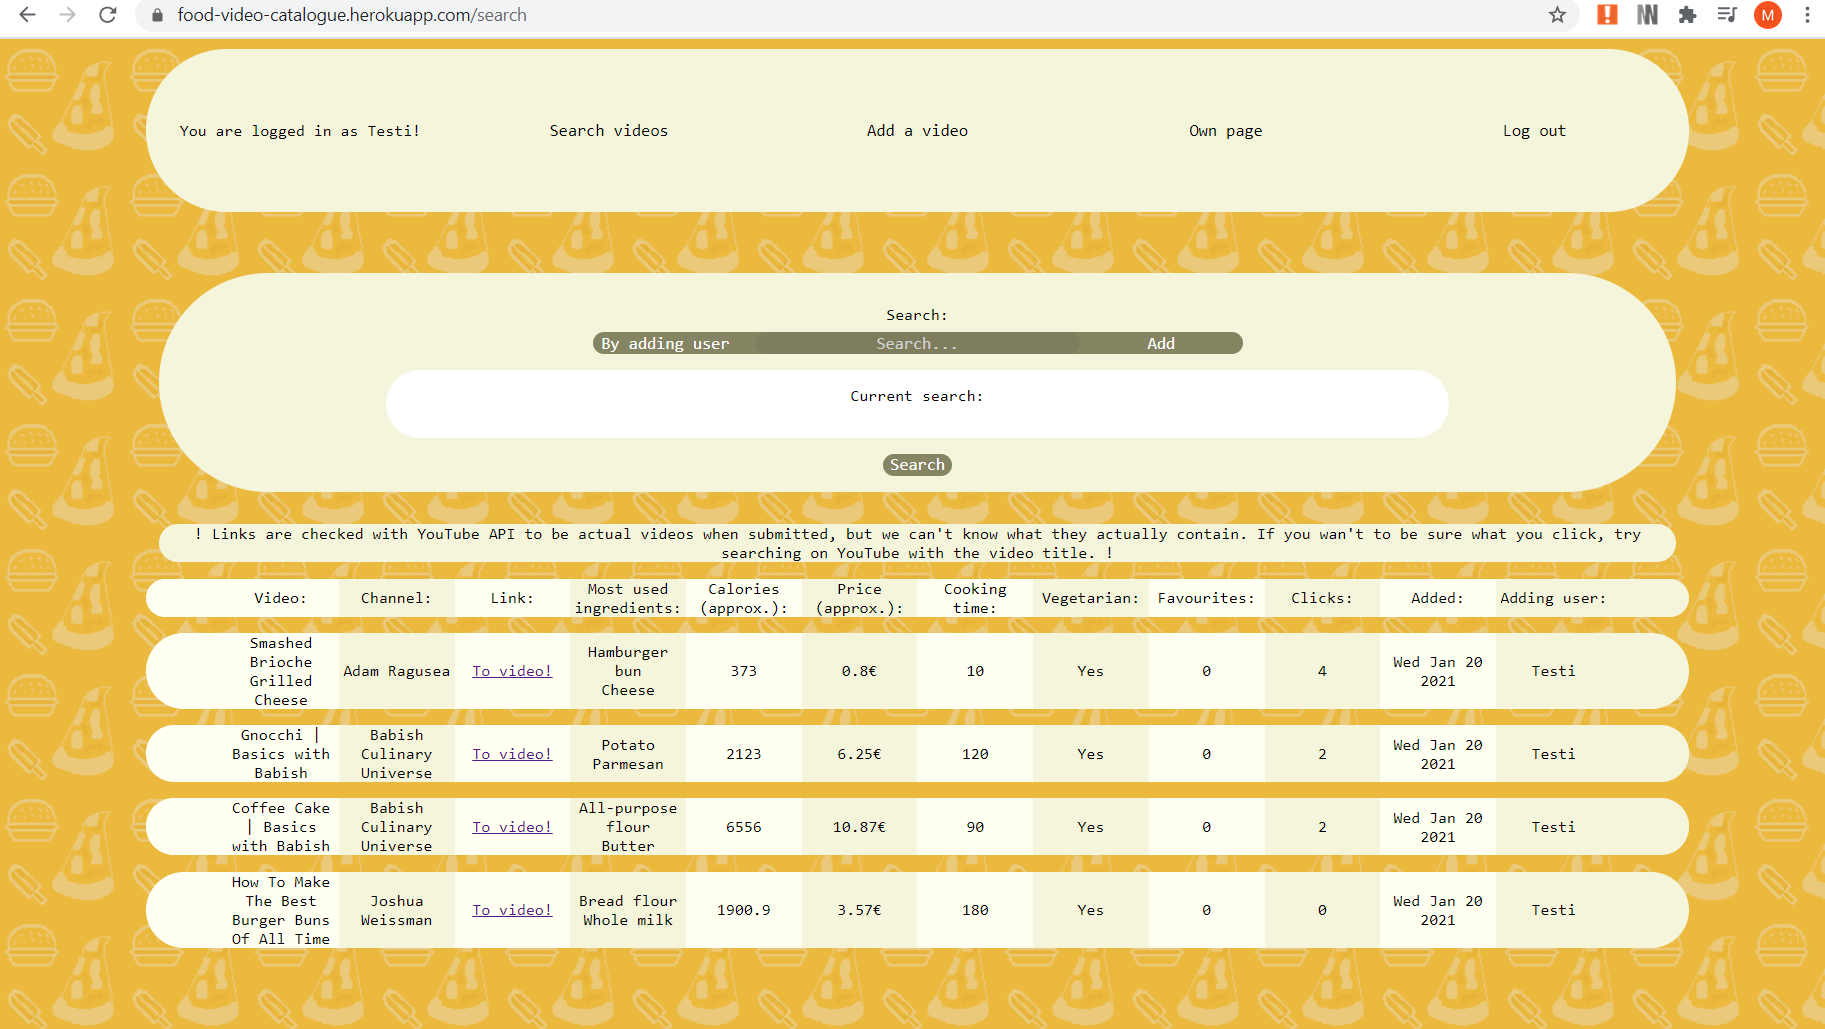 food-video-catalogue.herokuapp.com/search
M
You are logged in as Testi!
Search videos
Add a video
Own page
Log out
Search:
By adding user
Search...
Add
Current search:
Search
! Links are checked with YouTube API to be actual videos when submitted, but we can't know what they actually contain. If you wan't to be sure what you click, try
searching on YouTube with the video title. !
Video:
Channel:
Link:
Most used
ingredients:
Calories
(approx.):
Price
(approx.):
Cooking
time:
Vegetarian:
Favourites:
Clicks:
Added:
Adding user:
Smashed
Brioche
Grilled
Cheese
Adam Ragusea
To video!
Hamburger
bun
Cheese
373
0.8€
10
Yes
0
4
Wed Jan 20
2021
Testi
Gnocchi |
Basics with
Babish
Babish
Culinary
Universe
To video!
Potato
Parmesan
2123
6.25€
120
Yes
0
2
Wed Jan 20
2021
Testi
Coffee Cake
| Basics
with Babish
Babish
Culinary
Universe
To video!
All-purpose
flour
Butter
6556
10.87€
90
Yes
0
2
Wed Jan 20
2021
Testi
How To Make
The Best
Burger Buns
Of All Time
Joshua
Weissman
To video!
Bread flour
Whole milk
1900.9
3.57€
180
Yes
0
0
Wed Jan 20
2021
Testi